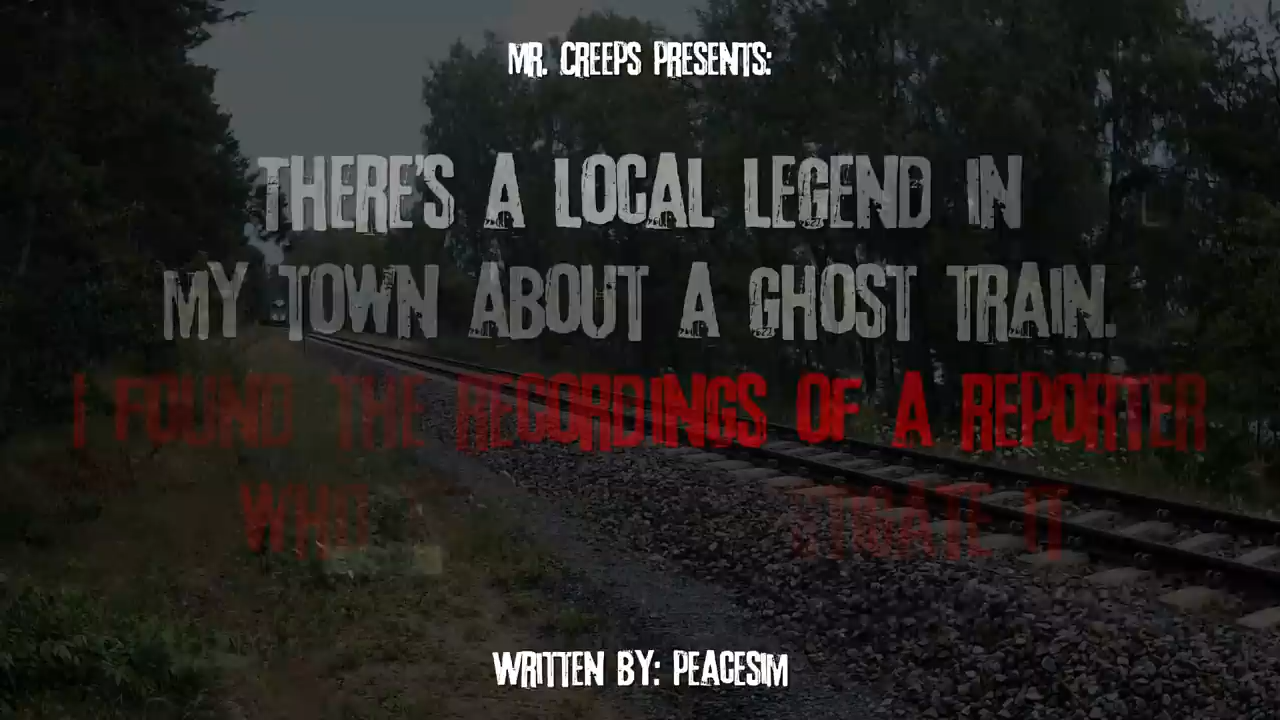 MR. CREEPS PRESENTS:
THERE'S A LOCAL LEGEND IN
MY TOWN ABOUT A GHOST TRAIN.
I FOUND THE RECORDINGS OF A REPORTER
WHO IT
WRITTEN BY: PEACESIM